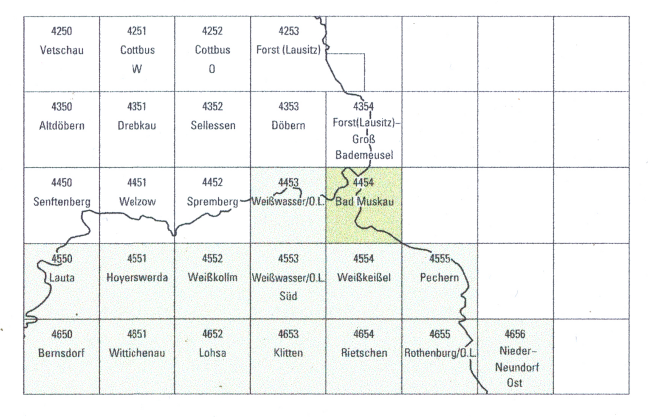 4250 4251 4252 4253
Vetschau Cottbus Cottbus Forst (Lausitz)
W O
4350 4351 4352 4353 4354
Altdöbern Drebkau Sellessen Döbern Forst(Lausitz)-
Groß
Bademeusel
4450 4451 4452 4453 4454
Senftenberg Welzow Spremberg Weißwasser/O.L. Bad Muskau
4550 4551 4552 4553 4554 4555
Lauta Hoyerswerda Weißkollm Weißwasser/O.L. Weißkeißel Pechern
Süd
4650 4651 4652 4653 4654 4655 4656
Bernsdorf Wittichenau Lohsa Klitten Rietschen Rothenburg/O.L. Nieder-
Neundorf
Ost